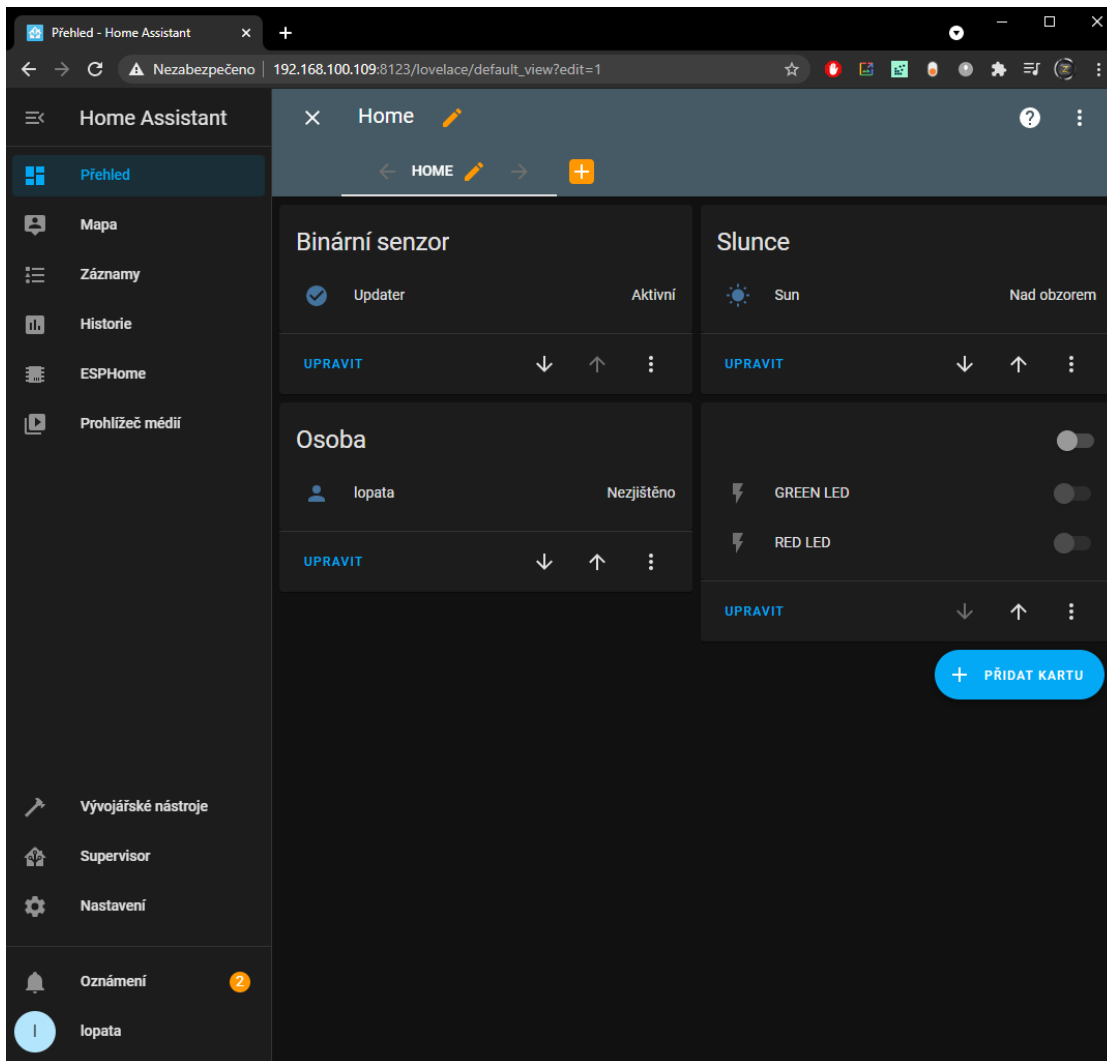 Přehled - Home Assistant
Nezabezpečeno 192.168.100.109:8123/lovelace/default_view?edit=1
Home Assistant
Přehled
Mapa
Záznamy
Historie
ESPHome
Prohlížeč médií
Vývojářské nástroje
Supervisor
Nastavení
Oznámení 2
l lopata
Home
HOME
Binární senzor
Updater Aktivní
UPRAVIT
Osoba
lopata Nezjištěno
UPRAVIT
Slunce
Sun Nad obzorem
UPRAVIT
GREEN LED
RED LED
UPRAVIT
+ PŘIDAT KARTU